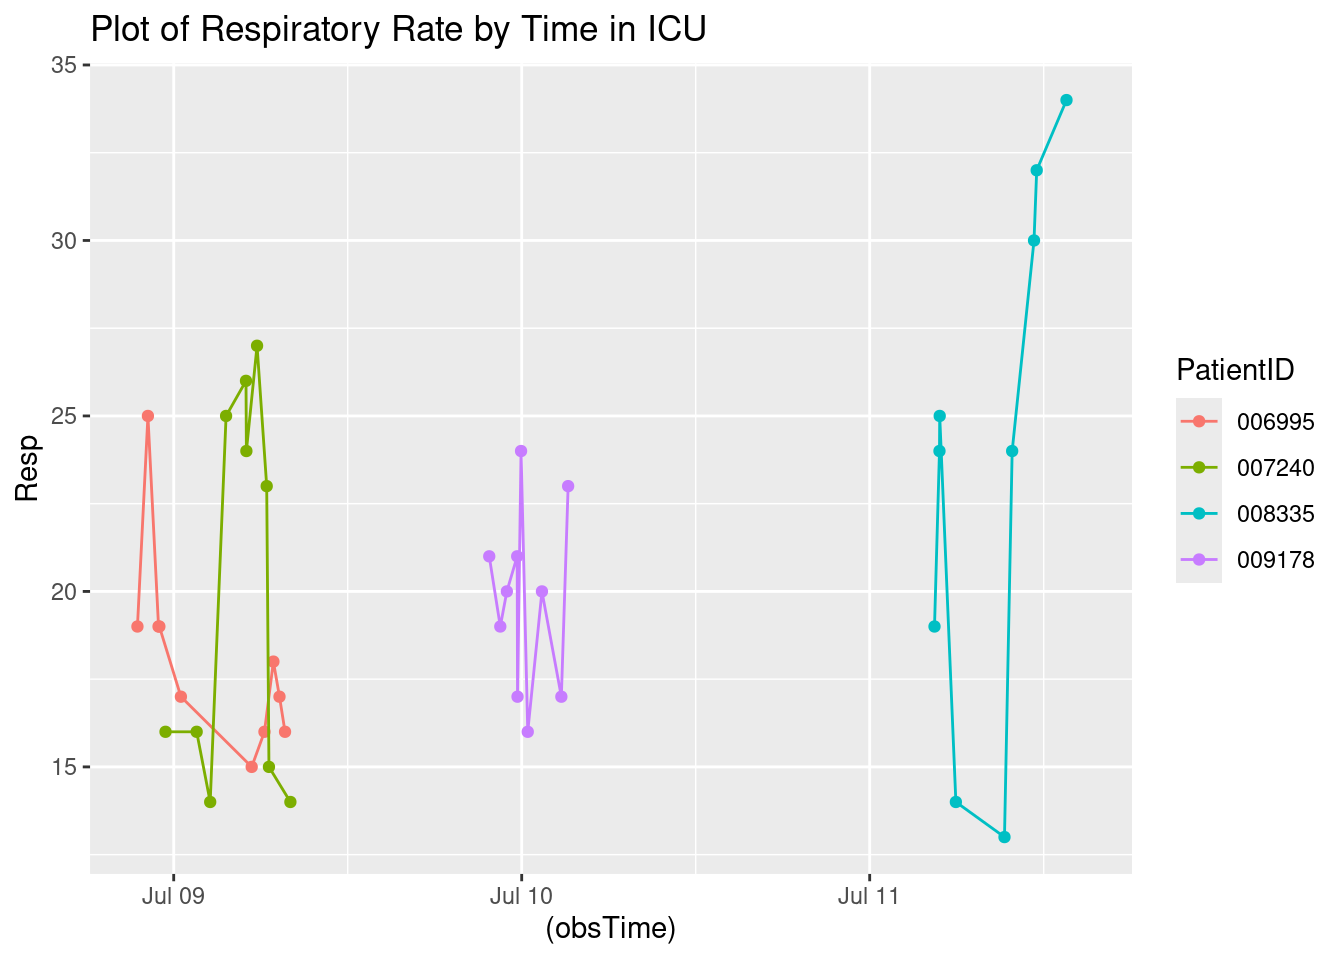 Plot of Respiratory Rate by Time in ICU
35
30
25
20
15
Resp
Jul 09
Jul 10
Jul 11
(obsTime)
PatientID
006995
007240
008335
009178